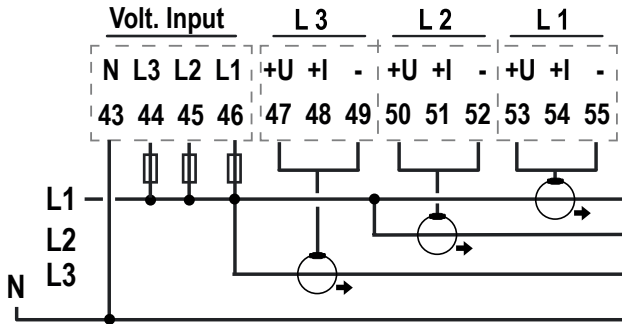 Volt. Input L 3 L 2 L 1
N L3 L2 L1 +U +I - +U +I - +U +I -
43 44 45 46 47 48 49 50 51 52 53 54 55
L1
L2
L3
N